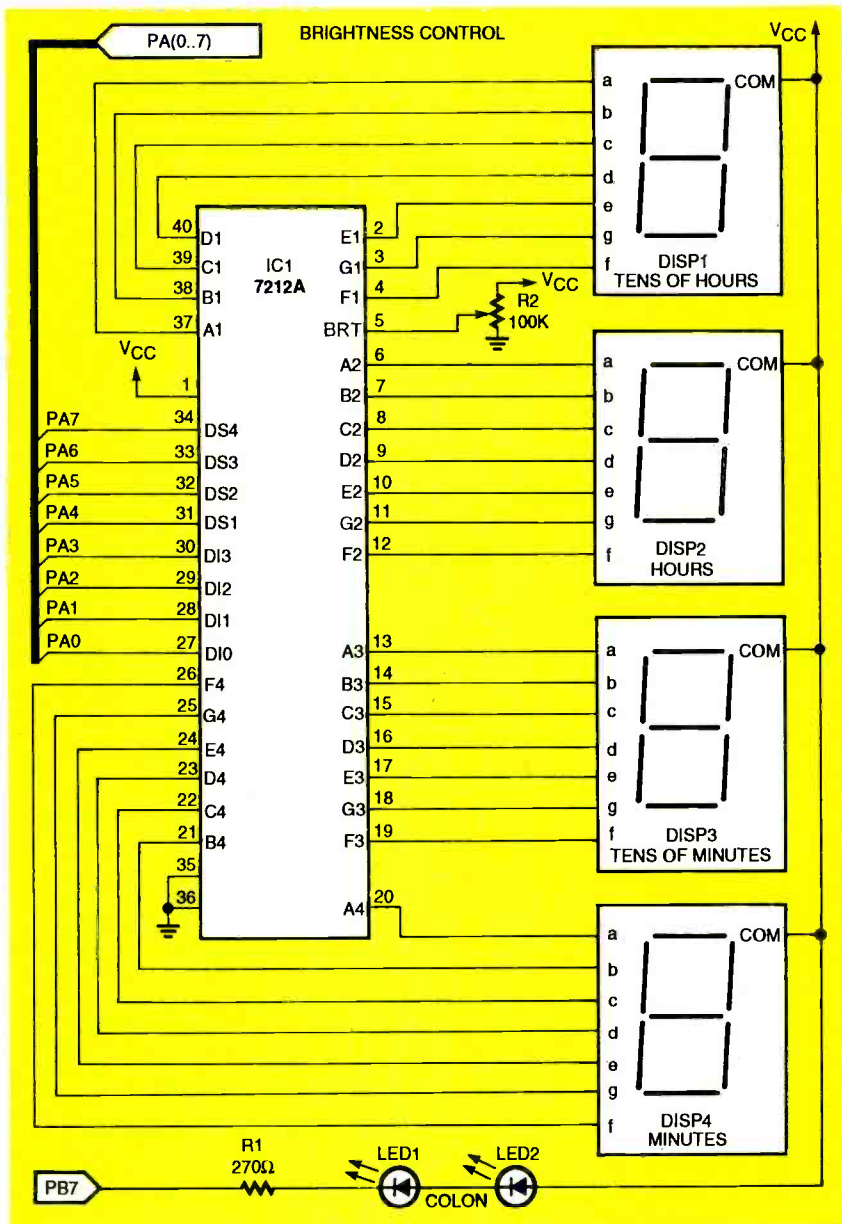 PA(0..7)
BRIGHTNESS CONTROL
VCC
a
b
c
d
e
g
f
COM
DISP1
TENS OF HOURS
IC1
7212A
40 D1
39 C1
38 B1
37 A1
VCC
1
PA7 34 DS4
PA6 33 DS3
PA5 32 DS2
PA4 31 DS1
PA3 30 DI3
PA2 29 DI2
PA1 28 DI1
PA0 27 DI0
26 F4
25 G4
24 E4
23 D4
22 C4
21 B4
35
36
E1 2
G1 3
F1 4
BRT 5
VCC
R2
100K
A2 6
B2 7
C2 8
D2 9
E2 10
G2 11
F2 12
A3 13
B3 14
C3 15
D3 16
E3 17
G3 18
F3 19
A4 20
a
b
c
d
e
g
f
COM
DISP2
HOURS
a
b
c
d
e
g
f
COM
DISP3
TENS OF MINUTES
a
b
c
d
e
g
f
COM
DISP4
MINUTES
PB7
R1
270Ω
LED1
LED2
COLON